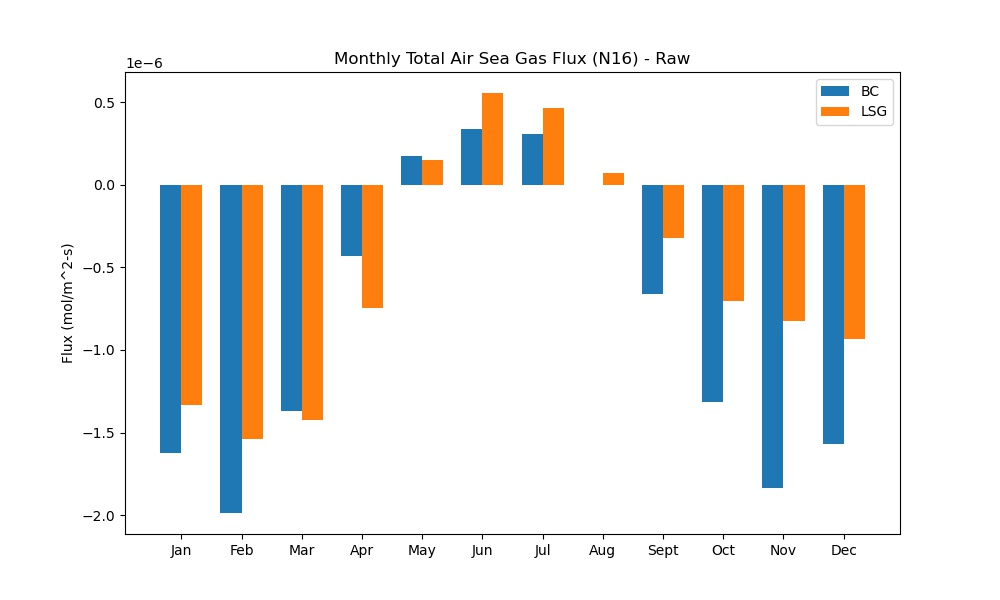 Monthly Total Air Sea Gas Flux (N16) - Raw
1e−6
BC
LSG
0.5
0.0
−0.5
−1.0
−1.5
−2.0
Flux (mol/m^2-s)
Jan Feb Mar Apr May Jun Jul Aug Sept Oct Nov Dec